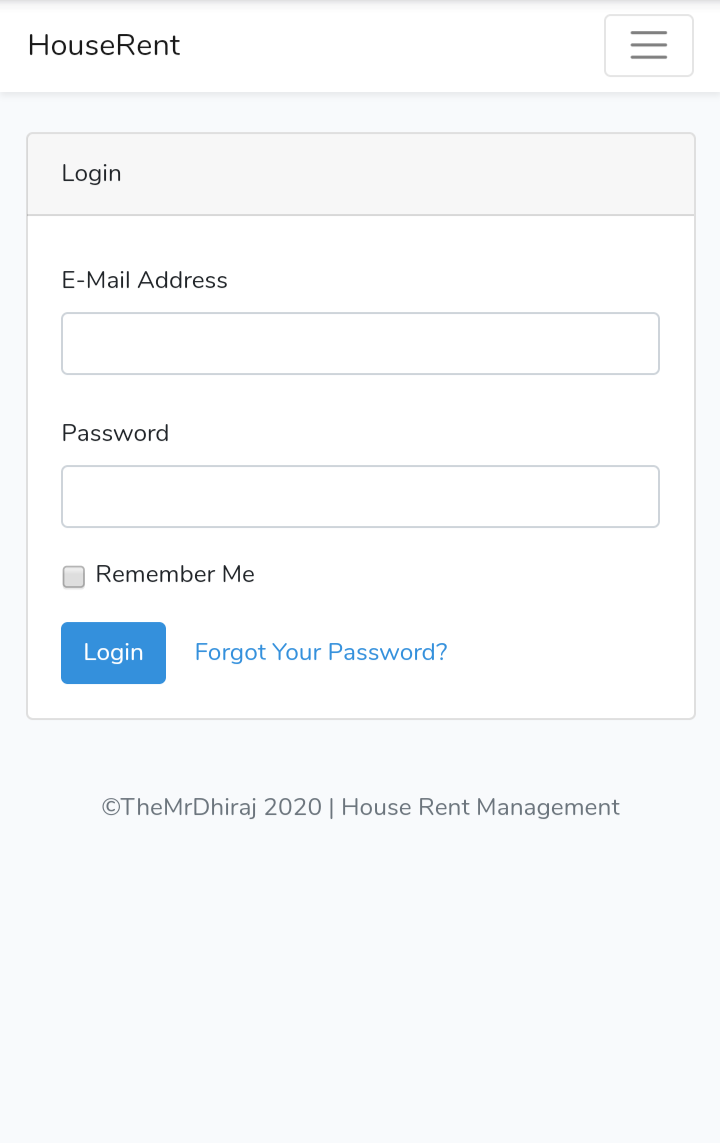 HouseRent
Login
E-Mail Address
Password
Remember Me
Login Forgot Your Password?
©TheMrDhiraj 2020 | House Rent Management